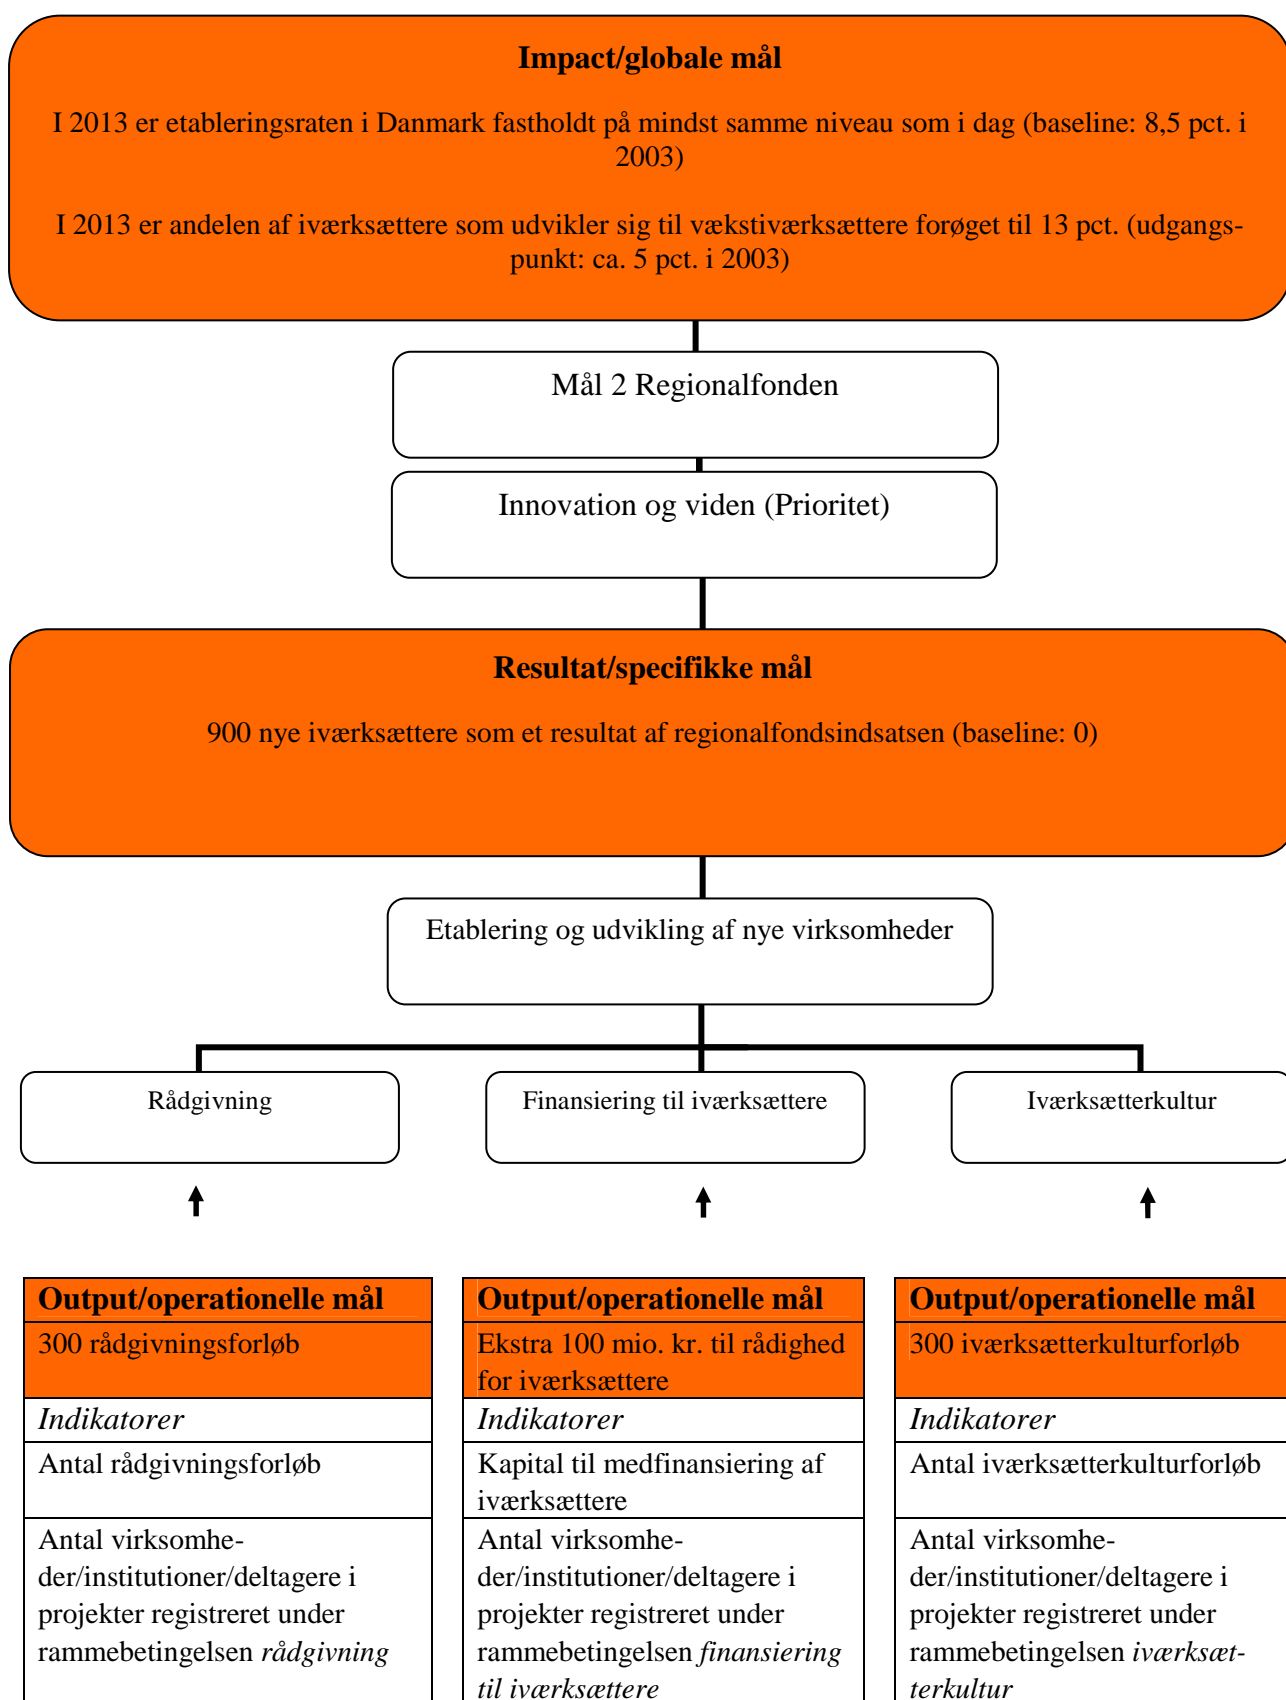 Impact/globale mål
I 2013 er etableringsraten i Danmark fastholdt på mindst samme niveau som i dag (baseline: 8,5 pct. i
2003)
I 2013 er andelen af iværksættere som udvikler sig til vækstiværksættere forøget til 13 pct. (udgangs-
punkt: ca. 5 pct. i 2003)
Mål 2 Regionalfonden
Innovation og viden (Prioritet)
Resultat/specifikke mål
900 nye iværksættere som et resultat af regionalfondsindsatsen (baseline: 0)
Etablering og udvikling af nye virksomheder
Rådgivning
Finansiering til iværksættere
Iværksætterkultur
Output/operationelle mål
300 rådgivningsforløb
Indikatorer
Antal rådgivningsforløb
Antal virksomhe-
der/institutioner/deltagere i
projekter registreret under
rammebetingelsen rådgivning
Output/operationelle mål
Ekstra 100 mio. kr. til rådighed
for iværksættere
Indikatorer
Kapital til medfinansiering af
iværksættere
Antal virksomhe-
der/institutioner/deltagere i
projekter registreret under
rammebetingelsen finansiering
til iværksættere
Output/operationelle mål
300 iværksætterkulturforløb
Indikatorer
Antal iværksætterkulturforløb
Antal virksomhe-
der/institutioner/deltagere i
projekter registreret under
rammebetingelsen iværksæt-
terkultur